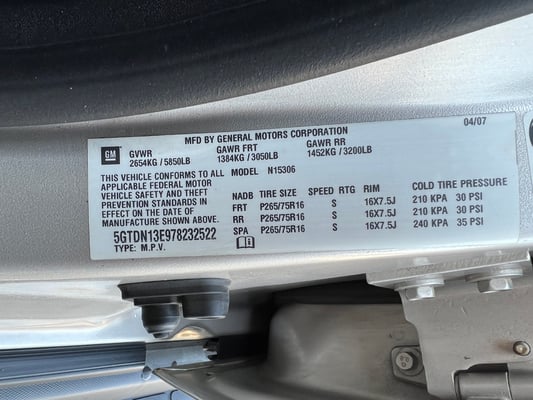 MFD BY GENERAL MOTORS CORPORATION 04/07
GM GVWR GAWR FRT GAWR RR
2654KG / 5850LB 1384KG / 3050LB 1452KG / 3200LB
THIS VEHICLE CONFORMS TO ALL MODEL N15306
APPLICABLE FEDERAL MOTOR
VEHICLE SAFETY AND THEFT
PREVENTION STANDARDS IN
EFFECT ON THE DATE OF
MANUFACTURE SHOWN ABOVE.
5GTDN13E978232522
TYPE: M.P.V.
NADB TIRE SIZE SPEED RTG RIM COLD TIRE PRESSURE
FRT P265/75R16 S 16X7.5J 210 KPA 30 PSI
RR P265/75R16 S 16X7.5J 210 KPA 30 PSI
SPA P265/75R16 S 16X7.5J 240 KPA 35 PSI